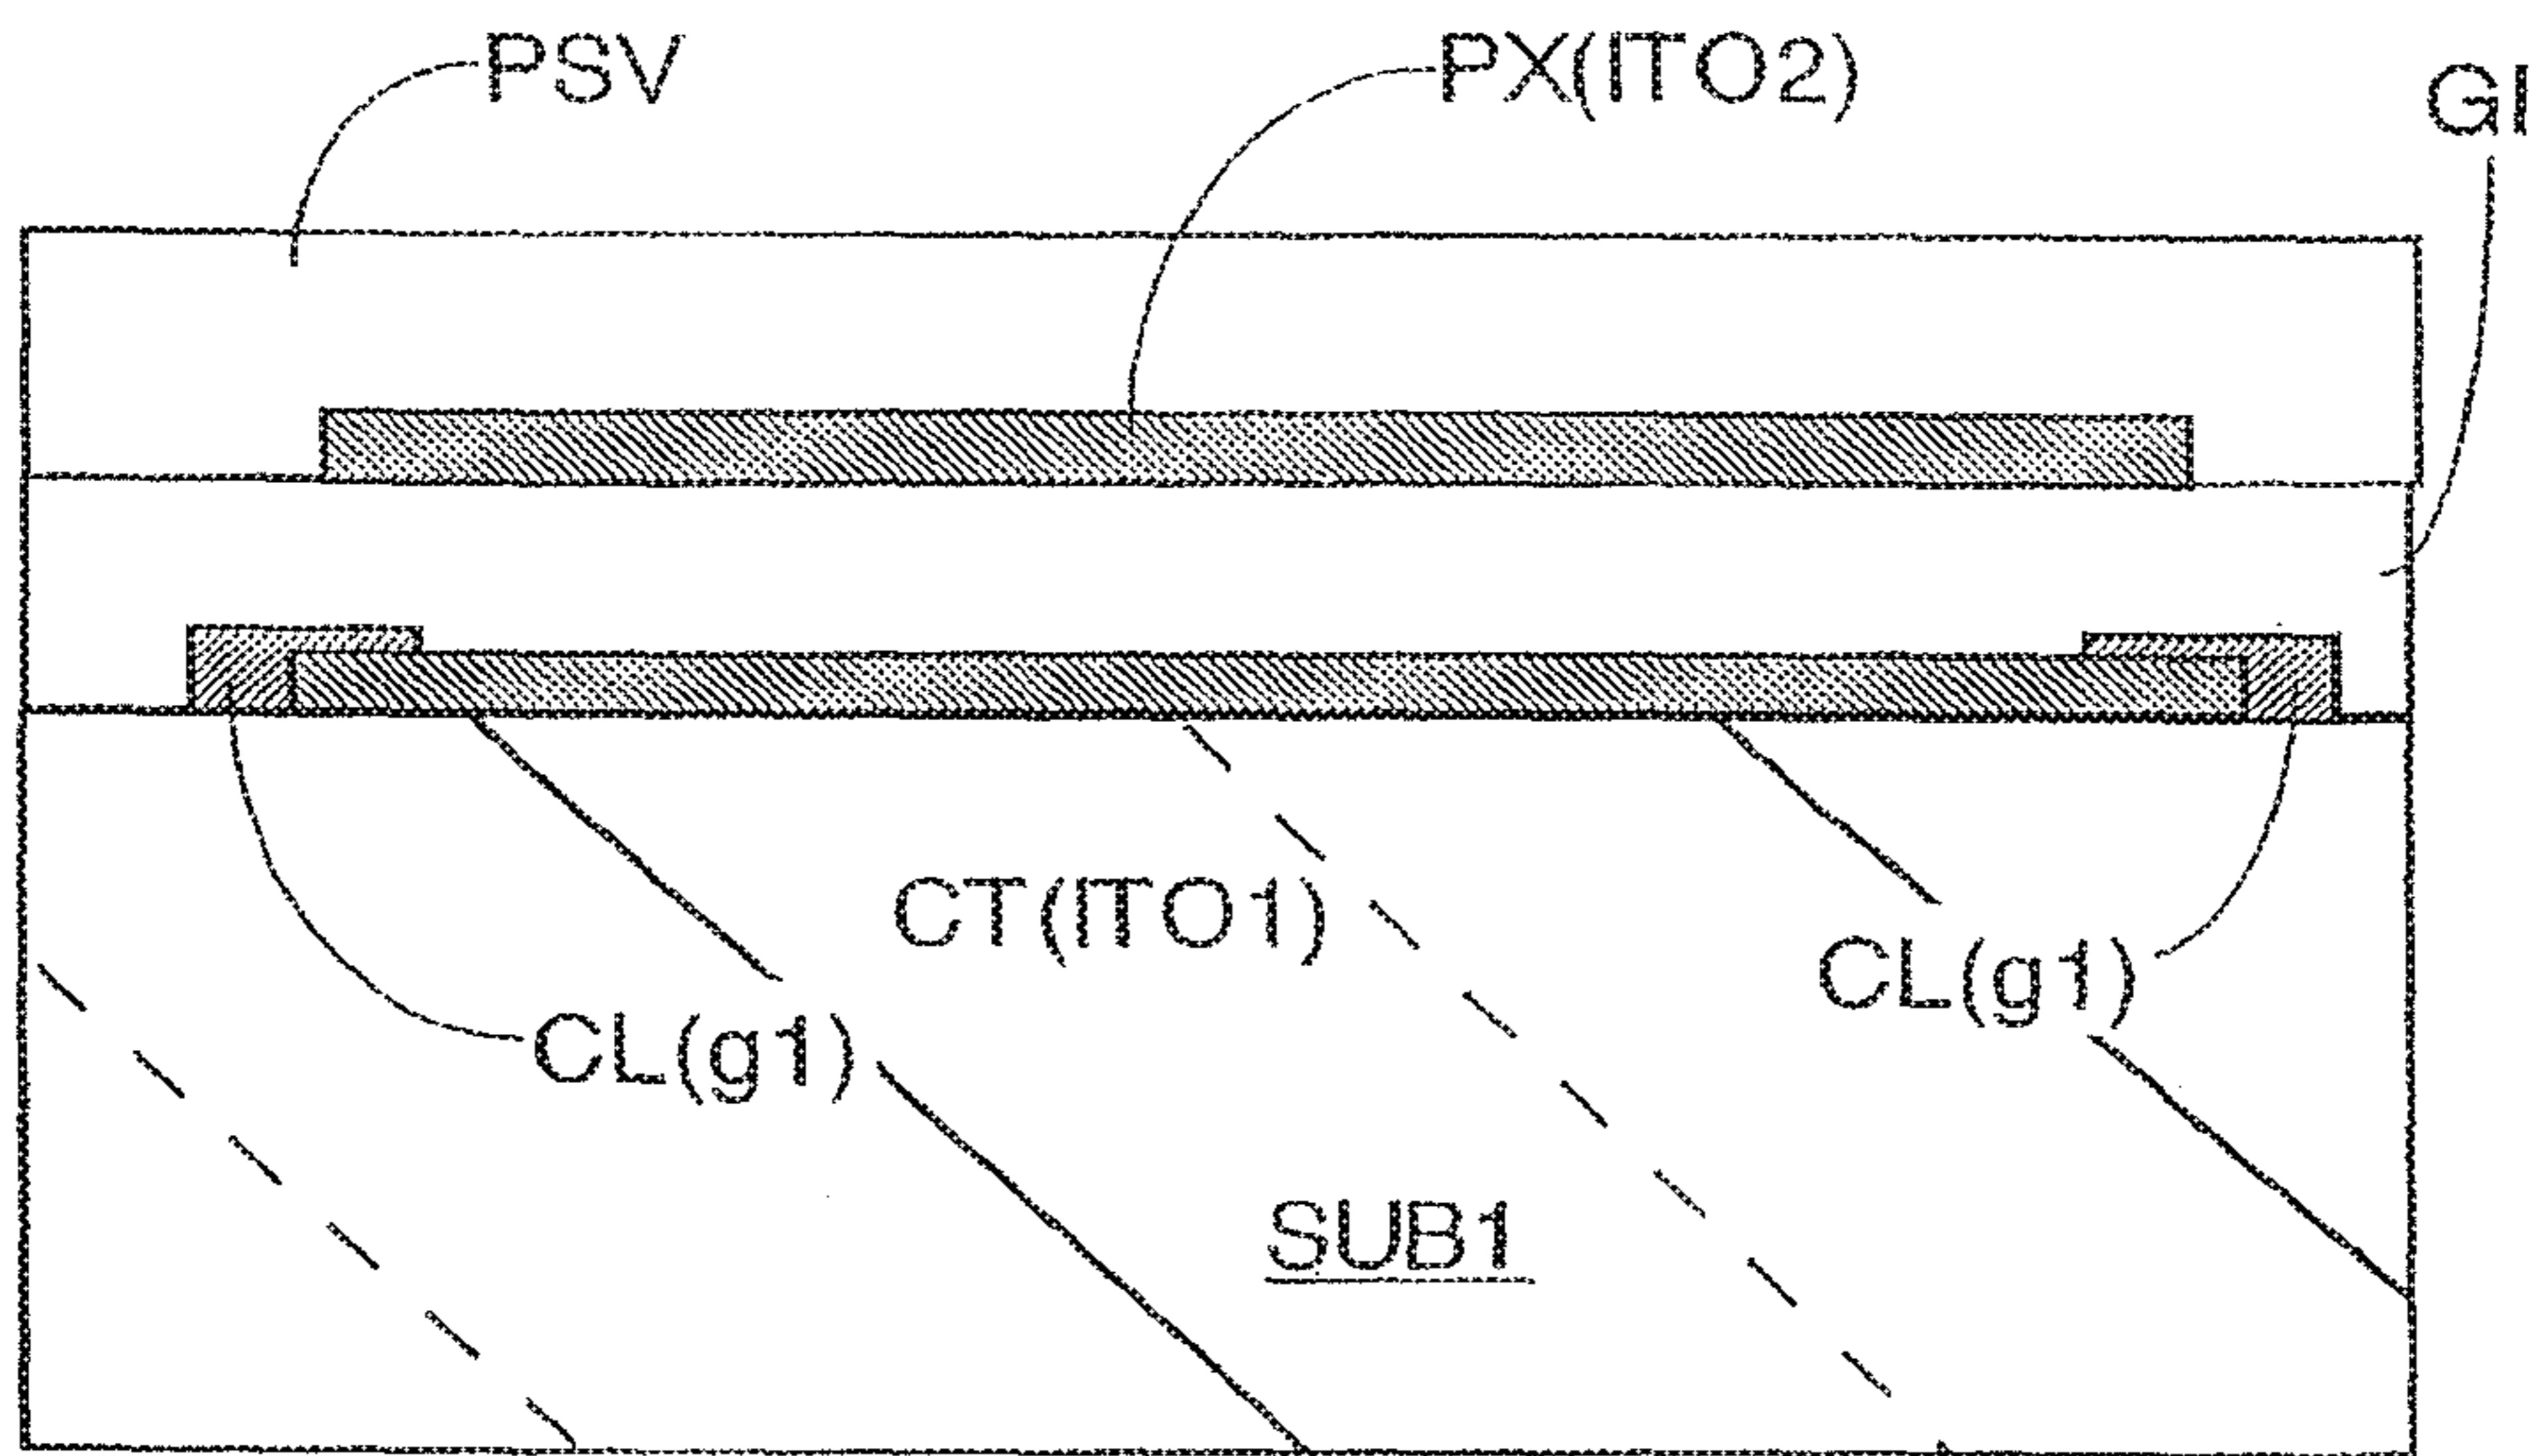 PSV
PX(ITO2)
GI
CT(ITO1)
CL(g1)
CL(g1)
SUB1